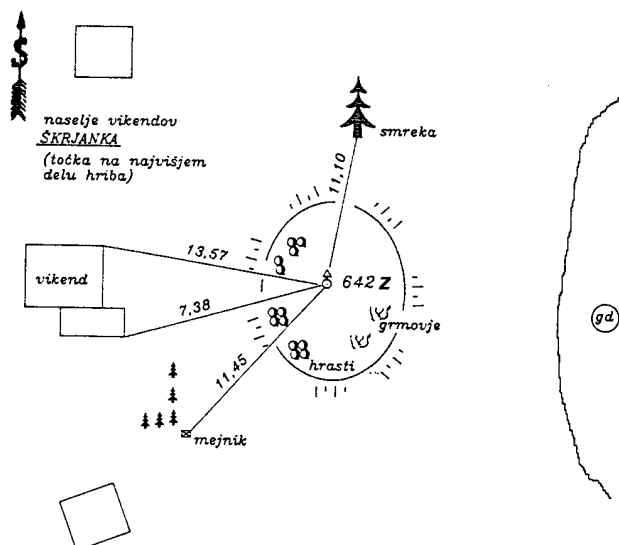 naselje vikendov
ŠKRJANKA
(točka na najvišjem
delu hriba)
smreka
11,10
13,57
vikend
7,38
642 Z
grmovje
gd
hrasti
11,45
mejnik